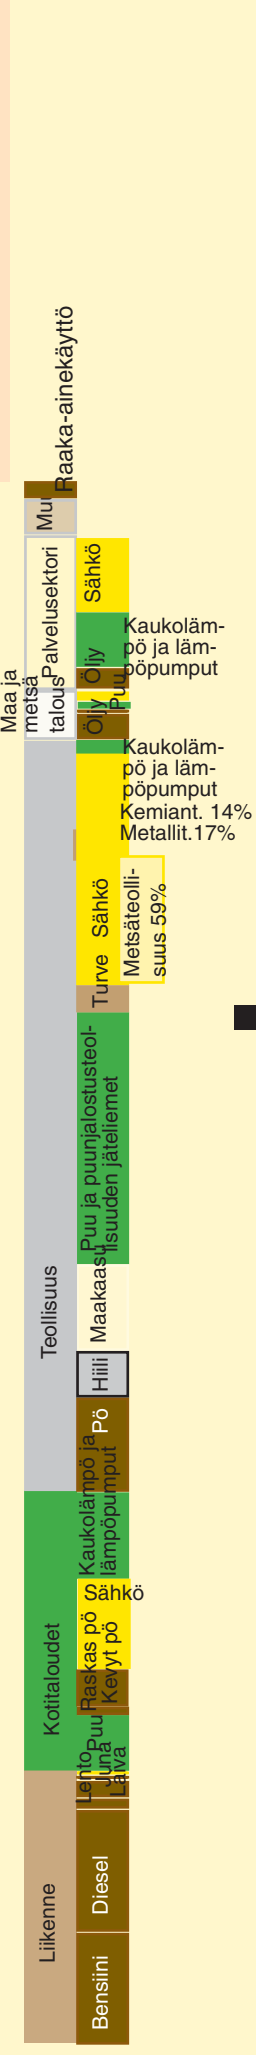 Raaka-ainekäyttö
Muu
Palvelusektori
Maa ja
metsä
talous
Teollisuus
Kotitaloudet
Liikenne
Sähkö
Kaukoläm-
pö ja läm-
pöpumput
Öljy
Puu
Öljy
Kaukoläm-
pö ja läm-
pöpumput
Kemiant. 14%
Metallit.17%
Sähkö
Metsäteolli-
suus 59%
Turve
Puu ja puunjalostusteol-
lisuuden jäteliemet
Maakaasu
Hiili
Pö
Kaukolämpö ja
lämpöpumput
Sähkö
Raskas pö
Kevyt pö
Puu
Lento
Juna
Laiva
Diesel
Bensiini